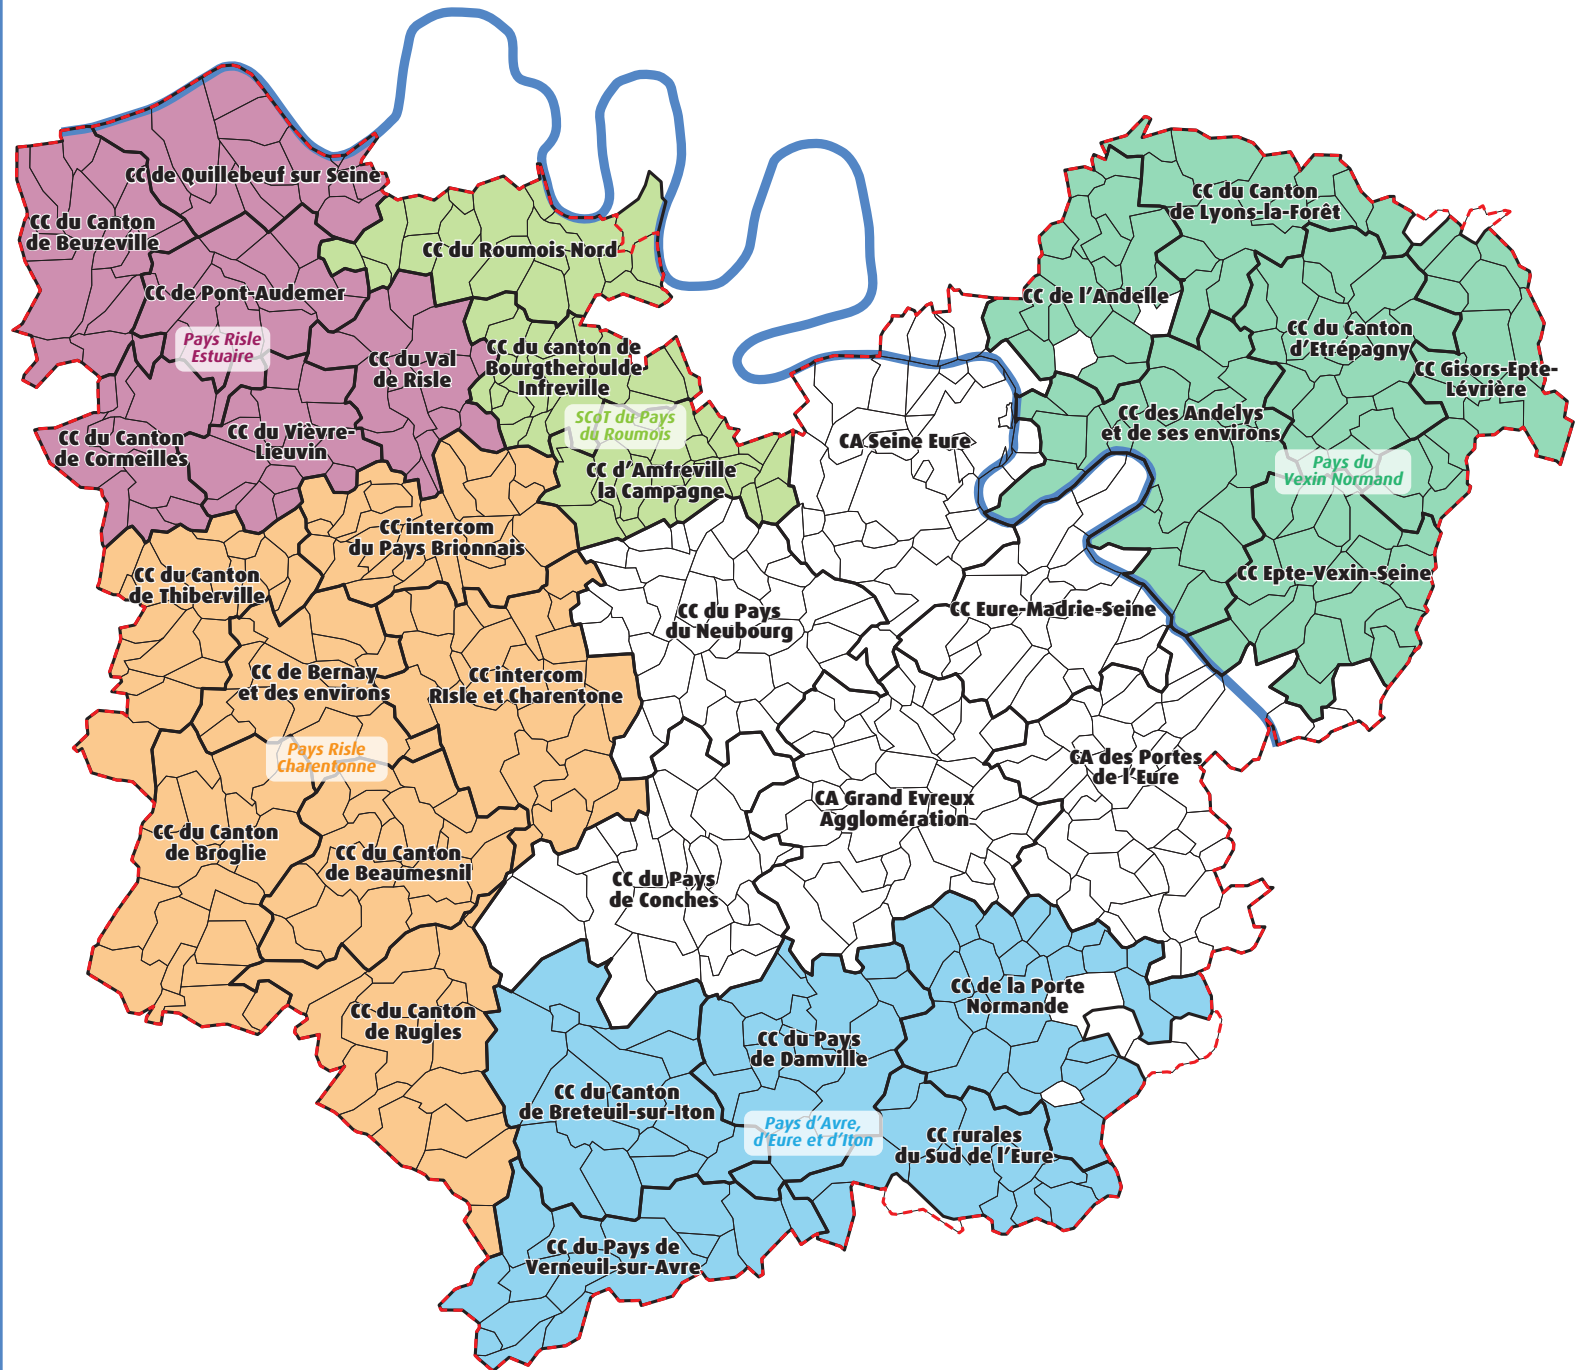 CC de Quillebeuf sur Seine
CC du Canton
de Beuzeville
CC de Pont-Audemer
Pays Risle
Estuaire
CC du Val
de Risle
CC du Canton
de Cormeilles
CC du Vièvre-
Lieuvin
CC du Roumois Nord
CC du canton de
Bourgtheroulde-
Infreville
SCoT du Pays
du Roumois
CC d'Amfreville
la Campagne
CC du Canton
de Lyons-la-Forêt
CC de l'Andelle
CC du Canton
d'Etrépagny
CC Gisors-Epte-
Lévrière
CC des Andelys
et de ses environs
Pays du
Vexin Normand
CC Epte-Vexin-Seine
CA Seine Eure
CC intercom
du Pays Brionnais
CC du Canton
de Thiberville
CC du Pays
du Neubourg
CC Eure-Madrie-Seine
CC de Bernay
et des environs
CC intercom
RIsle et Charentone
Pays Risle
Charentonne
CA des Portes
de l'Eure
CA Grand Evreux
Agglomération
CC du Canton
de Broglie
CC du Canton
de Beaumesnil
CC du Pays
de Conches
CC du Canton
de Rugles
CC de la Porte
Normande
CC du Pays
de Damville
CC du Canton
de Breteuil-sur-Iton
Pays d'Avre,
d'Eure et d'Iton
CC rurales
du Sud de l'Eure
CC du Pays de
Verneuil-sur-Avre